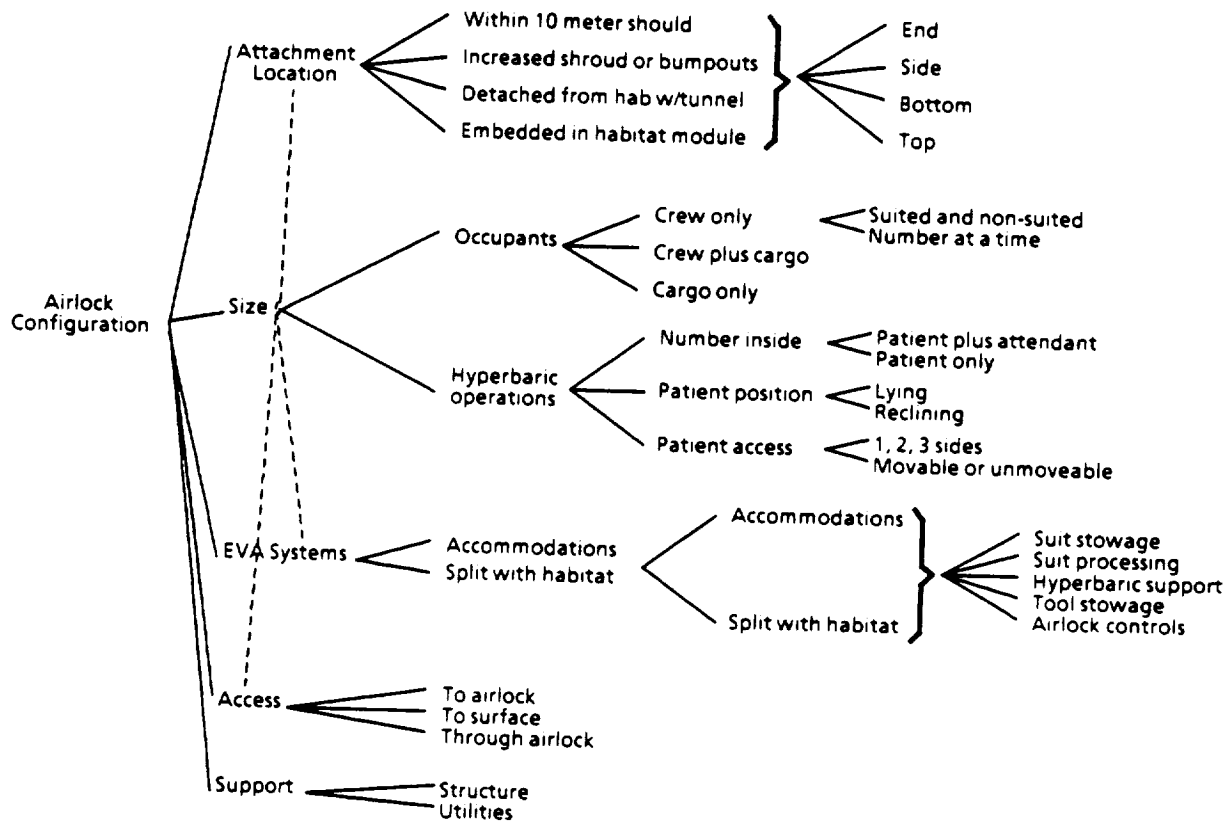 Attachment
Location
Within 10 meter should
Increased shroud or bumpouts
Detached from hab w/tunnel
Embedded in habitat module
End
Side
Bottom
Top
Airlock
Configuration
Size
Occupants
Crew only
Suited and non-suited
Number at a time
Crew plus cargo
Cargo only
Hyperbaric
operations
Number inside
Patient plus attendant
Patient only
Patient position
Lying
Reclining
Patient access
1, 2, 3 sides
Movable or unmoveable
EVA Systems
Accommodations
Split with habitat
Accommodations
Split with habitat
Suit stowage
Suit processing
Hyperbaric support
Tool stowage
Airlock controls
Access
To airlock
To surface
Through airlock
Support
Structure
Utilities